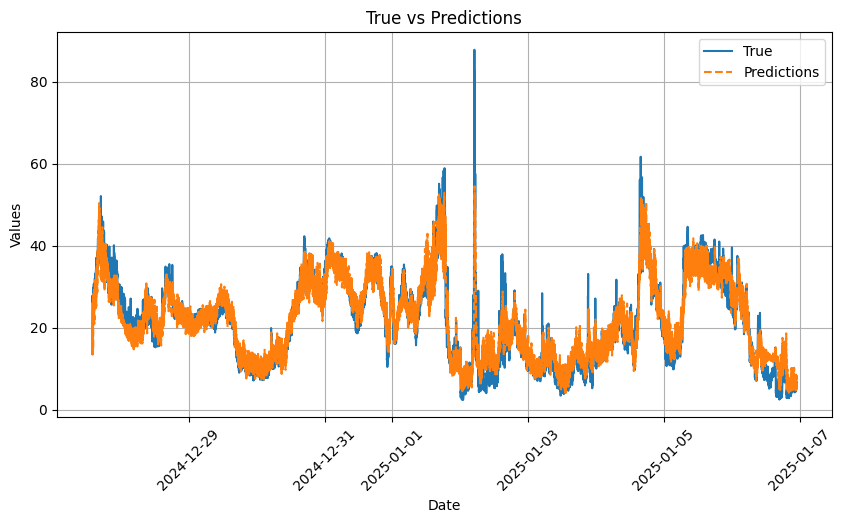 True vs Predictions
True
Predictions
Values
80
60
40
20
0
2024-12-29
2024-12-31
2025-01-01
2025-01-03
2025-01-05
2025-01-07
Date